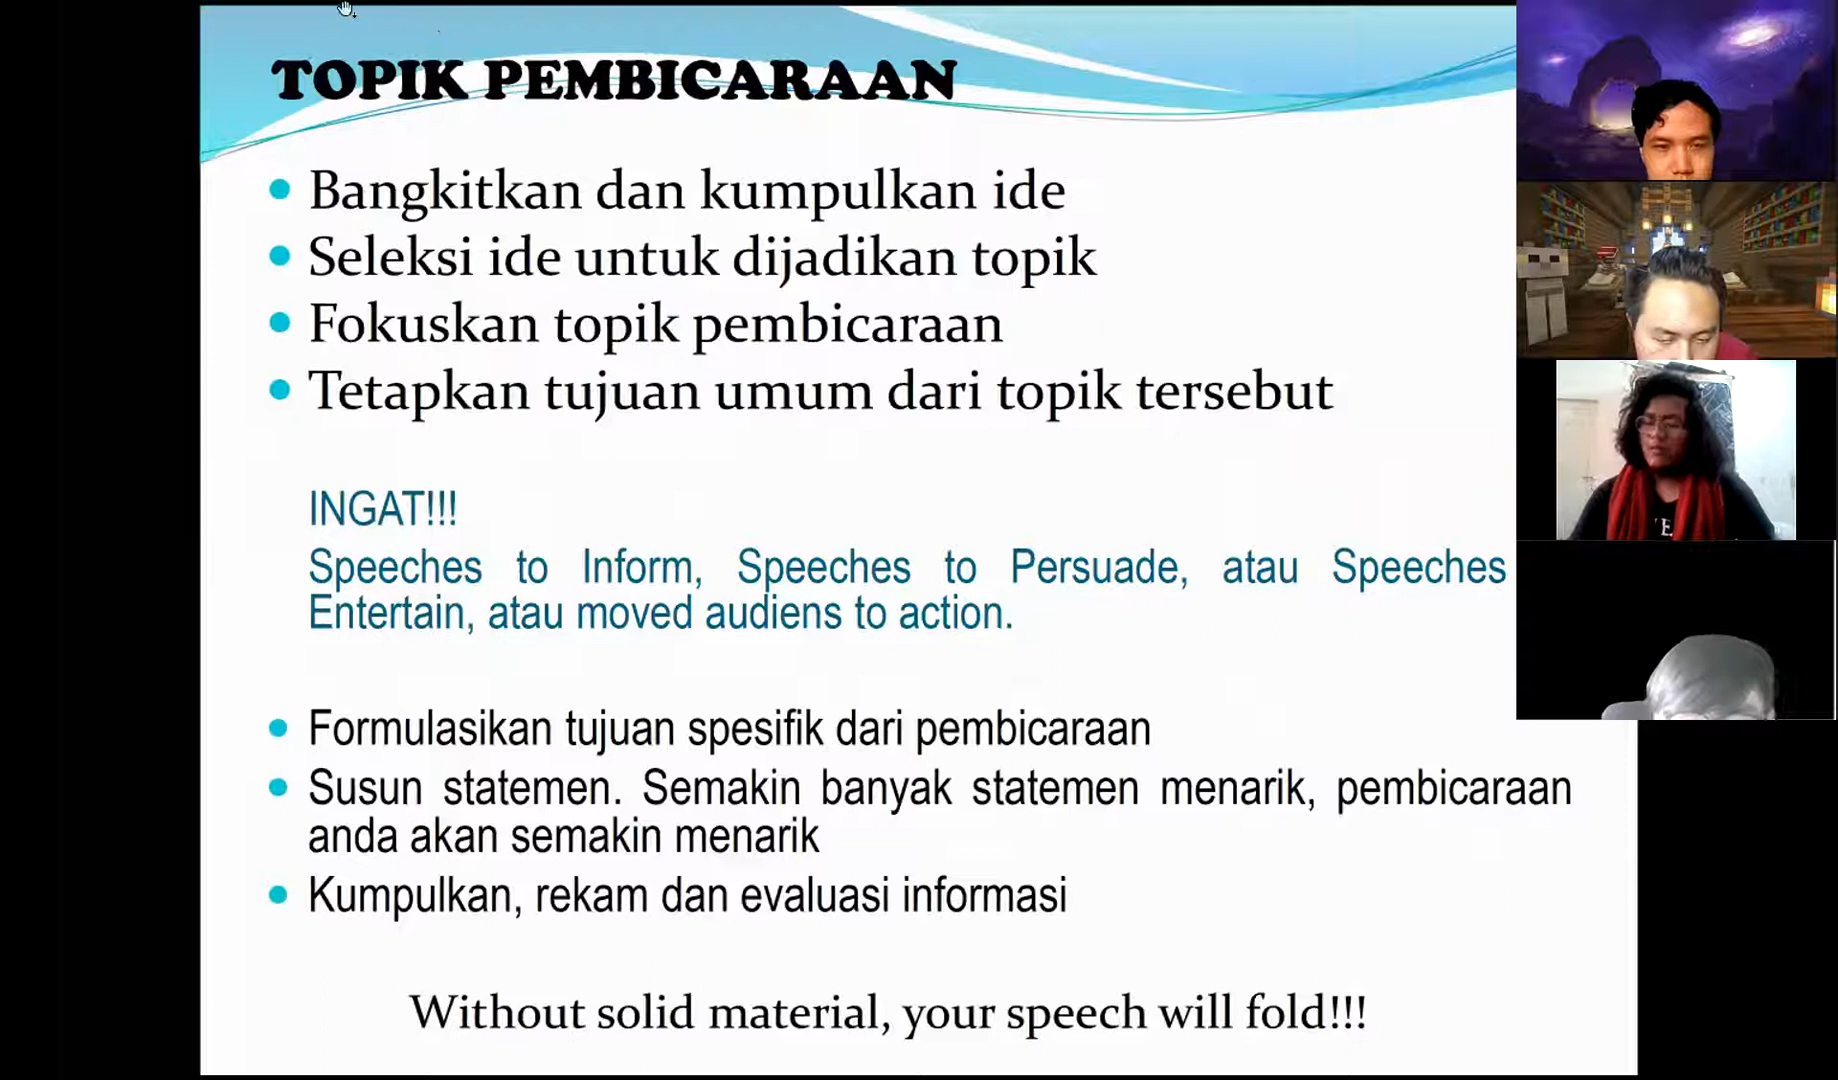 TOPIK PEMBICARAAN
Bangkitkan dan kumpulkan ide
Seleksi ide untuk dijadikan topik
Fokuskan topik pembicaraan
Tetapkan tujuan umum dari topik tersebut
INGAT!!!
Speeches to Inform, Speeches to Persuade, atau Speeches
Entertain, atau moved audiens to action.
Formulasikan tujuan spesifik dari pembicaraan
Susun statemen. Semakin banyak statemen menarik, pembicaraan
anda akan semakin menarik
Kumpulkan, rekam dan evaluasi informasi
Without solid material, your speech will fold!!!